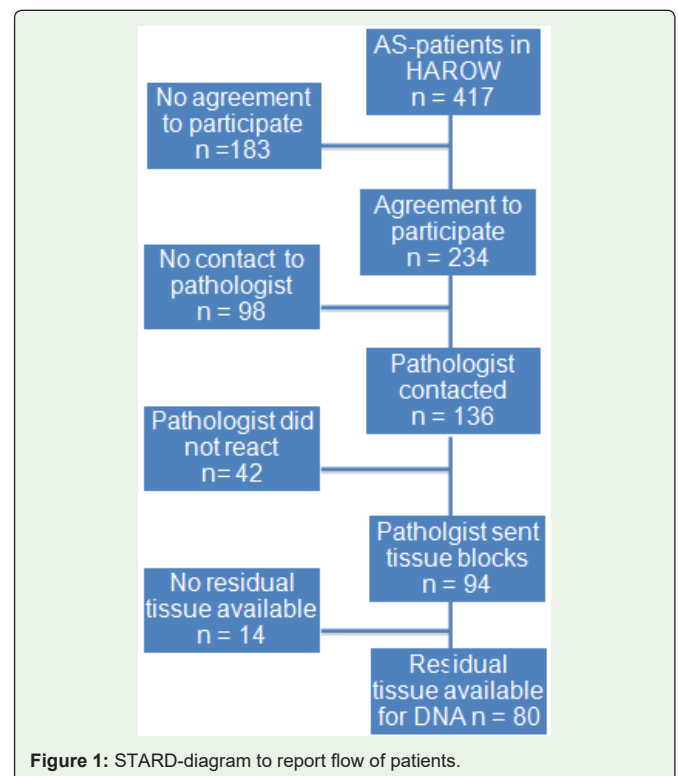 AS-patients in
HAROW
n = 417
No agreement
to participate
n =183
Agreement to
participate
n = 234
No contact to
pathologist
n = 98
Pathologist
contacted
n = 136
Pathologist did
not react
n= 42
Patholgist sent
tissue blocks
n = 94
No residual
tissue available
n = 14
Residual
tissue available
for DNA n = 80
Figure 1: STARD-diagram to report flow of patients.